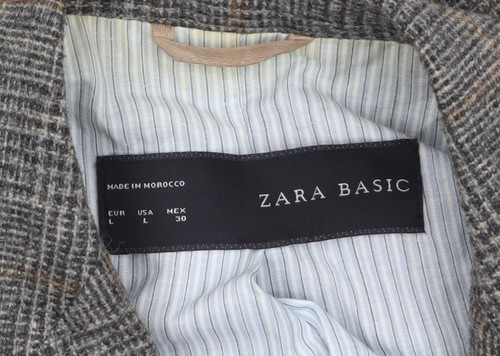 MADE IN MOROCCO
ZARA BASIC
EUR USA MEX
L L 30